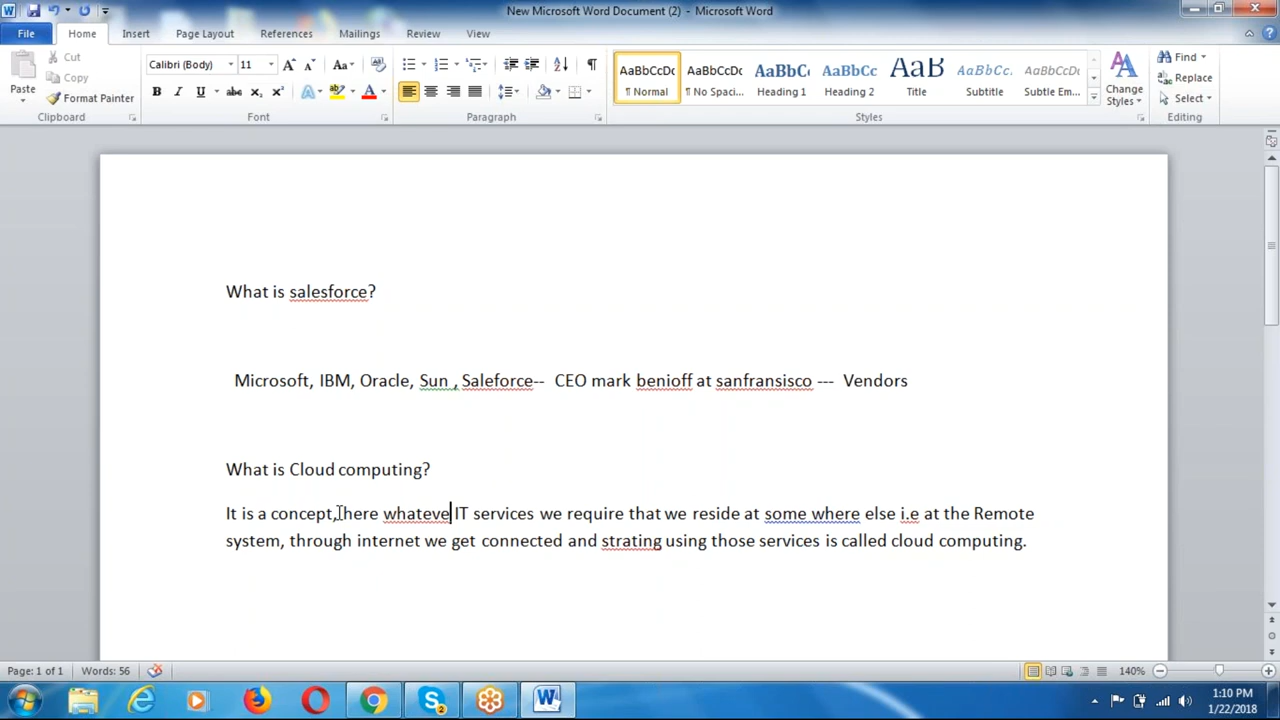 New Microsoft Word Document (2) - Microsoft Word
File Home Insert Page Layout References Mailings Review View
Cut
Copy
Format Painter
Paste
Clipboard
Calibri (Body) 11
Font
Paragraph
AaBbCcDc AaBbCcDc AaBbCc AaBbCc AaB AaBbCc. AaBbCcDc
¶ Normal ¶ No Spaci... Heading 1 Heading 2 Title Subtitle Subtle Em...
Change
Styles
Styles
Find
Replace
Select
Editing
What is salesforce?
Microsoft, IBM, Oracle, Sun , Saleforce-- CEO mark benioff at sanfransisco --- Vendors
What is Cloud computing?
It is a concept, here whateve IT services we require that we reside at some where else i.e at the Remote
system, through internet we get connected and strating using those services is called cloud computing.
Page: 1 of 1 Words: 56
140%
1:10 PM
1/22/2018